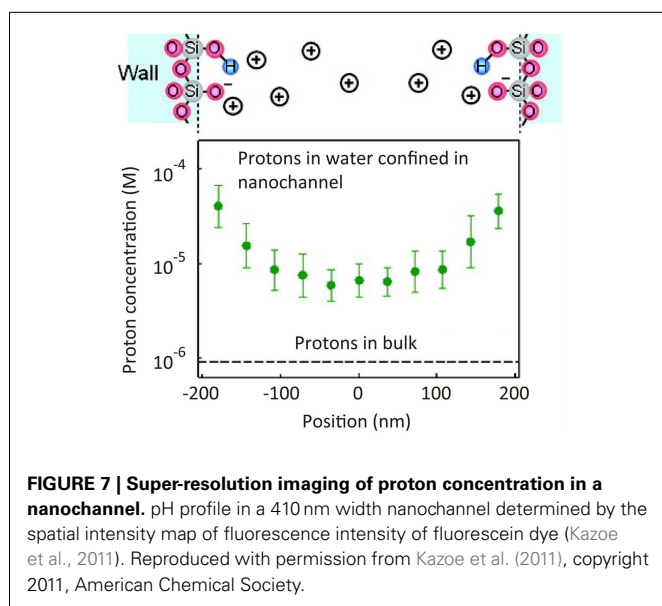 O Si O H + + + + + + + + O Si O H
Wall
O Si O − − O Si O
O O
Protons in water confined in
nanochannel
Proton concentration (M)
10-4
10-5
Protons in bulk
10-6
-200 -100 0 100 200
Position (nm)
FIGURE 7 | Super-resolution imaging of proton concentration in a
nanochannel. pH profile in a 410 nm width nanochannel determined by the
spatial intensity map of fluorescence intensity of fluorescein dye (Kazoe
et al., 2011). Reproduced with permission from Kazoe et al. (2011), copyright
2011, American Chemical Society.